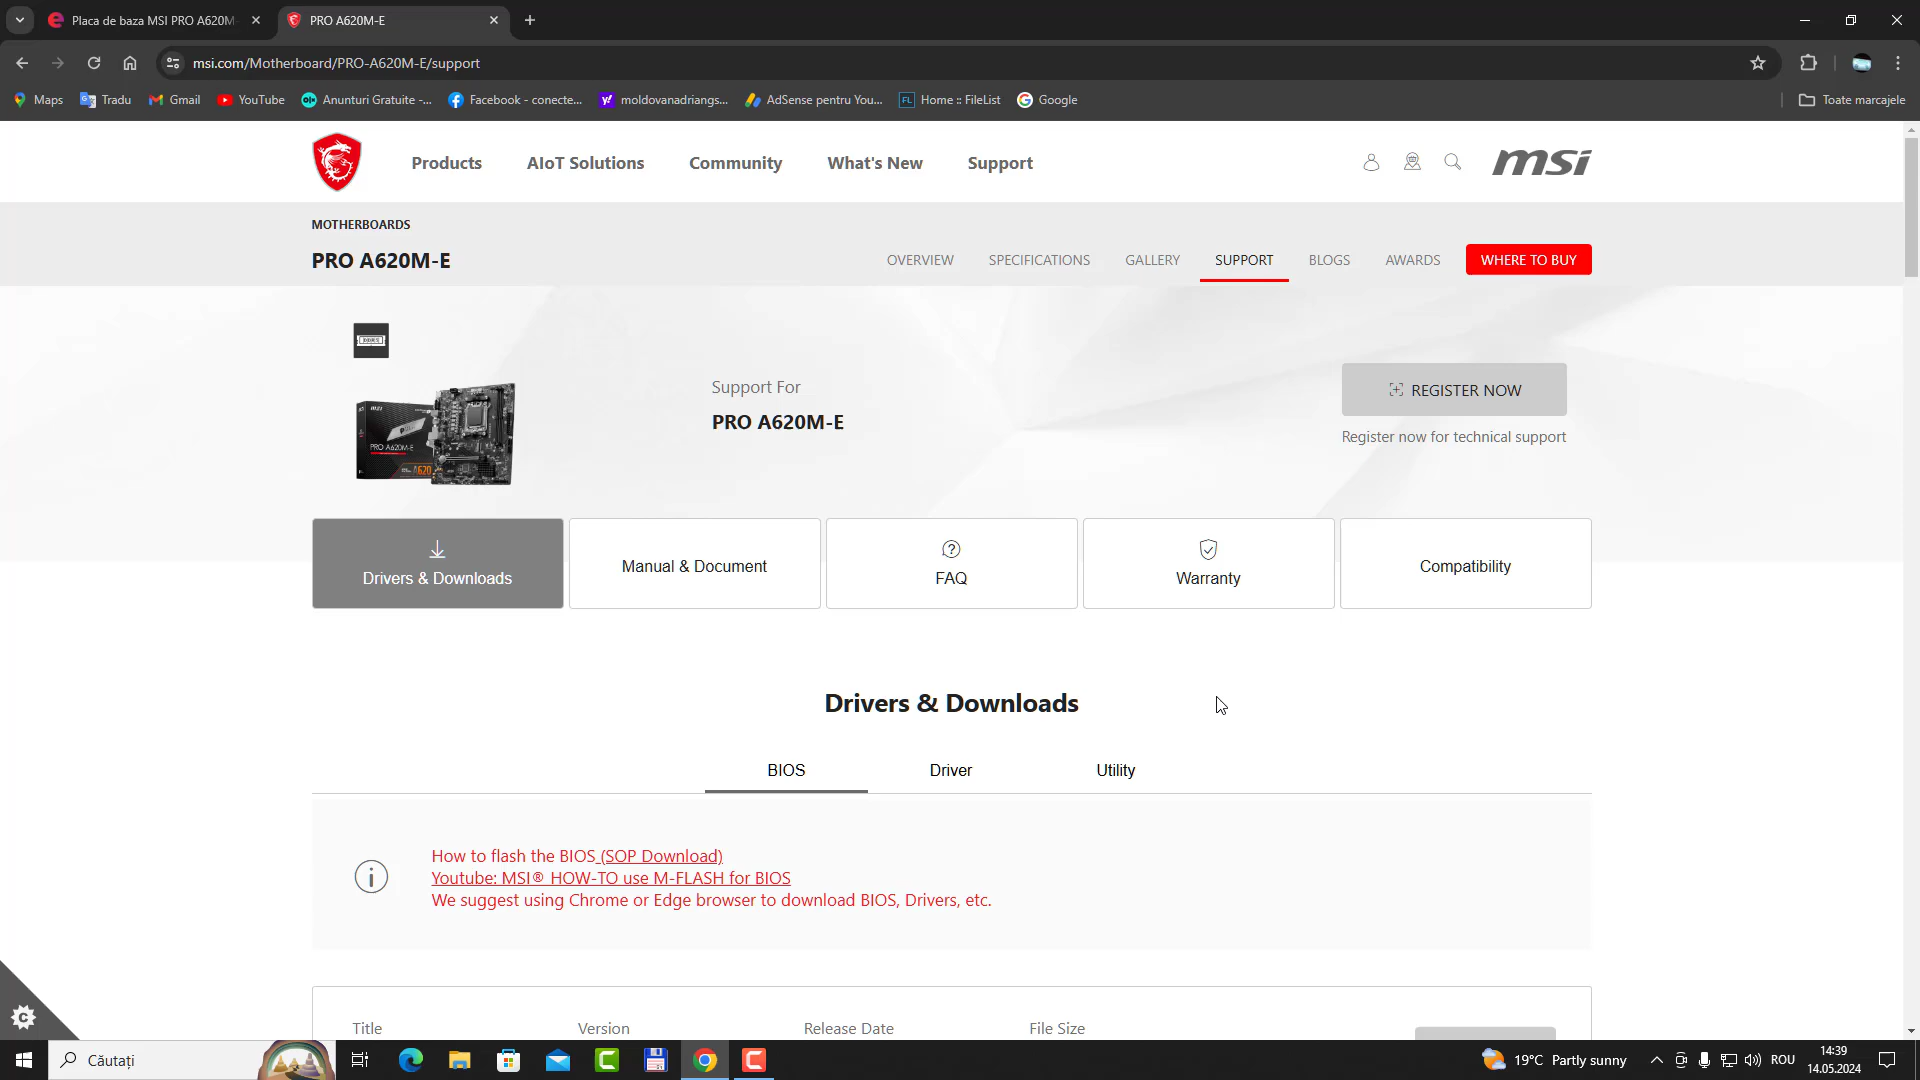 Placa de baza MSI PRO A620M-
PRO A620M-E
msi.com/Motherboard/PRO-A620M-E/support
Maps
Tradu
Gmail
YouTube
Anunturi Gratuite -...
Facebook - conecte...
moldovanadriangs...
AdSense pentru You...
FL
Home :: FileList
Google
Toate marcajele
Products
AIoT Solutions
Community
What's New
Support
msi
MOTHERBOARDS
PRO A620M-E
OVERVIEW
SPECIFICATIONS
GALLERY
SUPPORT
BLOGS
AWARDS
WHERE TO BUY
Support For
PRO A620M-E
REGISTER NOW
Register now for technical support
PRO A620M-E
Drivers & Downloads
Manual & Document
FAQ
Warranty
Compatibility
Drivers & Downloads
BIOS
Driver
Utility
How to flash the BIOS (SOP Download)
Youtube: MSI® HOW-TO use M-FLASH for BIOS
We suggest using Chrome or Edge browser to download BIOS, Drivers, etc.
Title
Version
Release Date
File Size
Căutați
19°C Partly sunny
ROU
14:39
14.05.2024